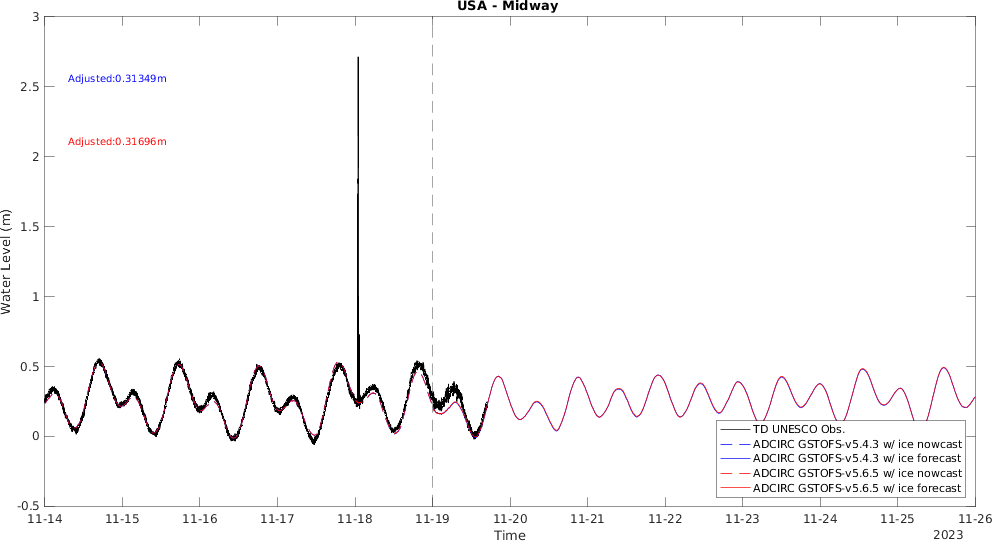 USA - Midway
3
2.5
2
1.5
1
0.5
0
-0.5
Water Level (m)
Adjusted:0.31349m
Adjusted:0.31696m
TD UNESCO Obs.
ADCIRC GSTOFS-v5.4.3 w/ ice nowcast
ADCIRC GSTOFS-v5.4.3 w/ ice forecast
ADCIRC GSTOFS-v5.6.5 w/ ice nowcast
ADCIRC GSTOFS-v5.6.5 w/ ice forecast
11-14 11-15 11-16 11-17 11-18 11-19 11-20 11-21 11-22 11-23 11-24 11-25 11-26
Time
2023